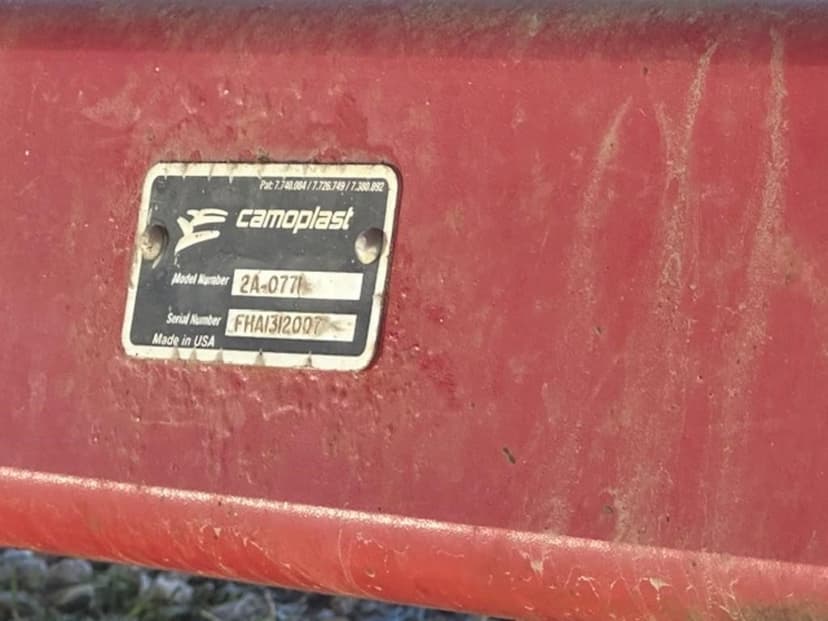 Pat: 7.740.084 / 7.726.749 / 7.380.892
camoplast
Model Number 2A-0771
Serial Number FHA1312007
Made in USA